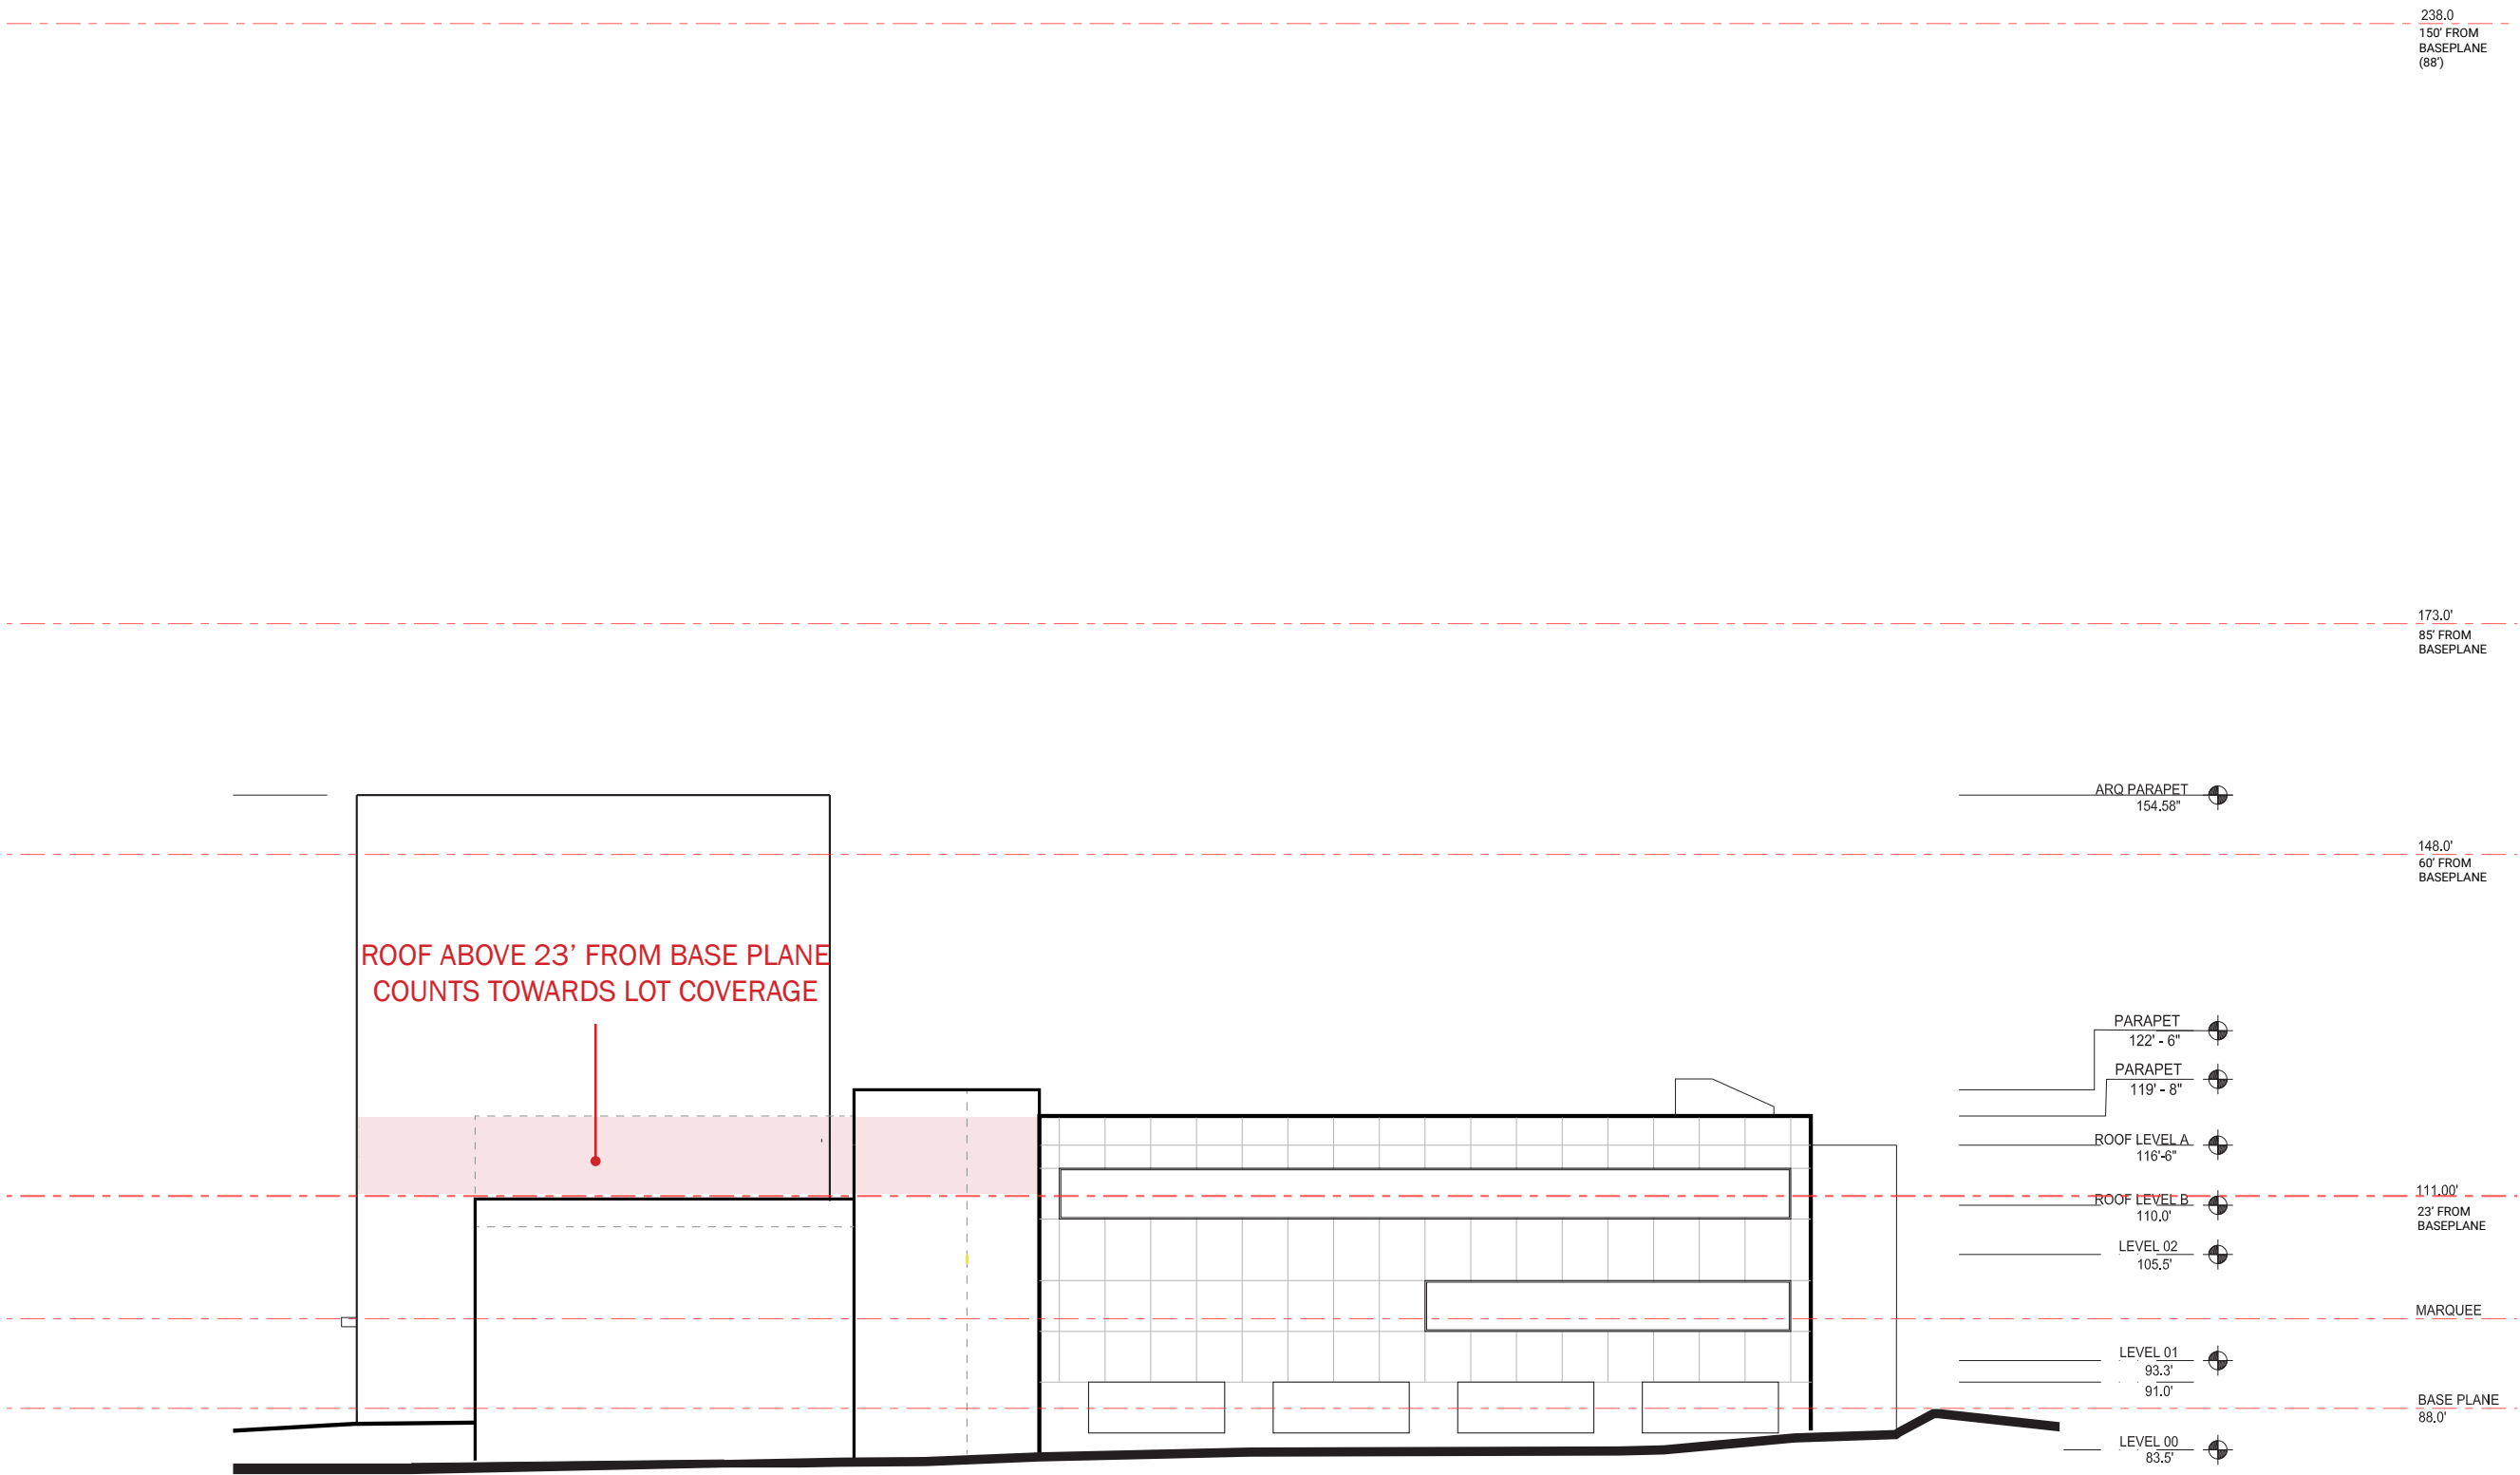 238.0
150' FROM
BASEPLANE
(88')
173.0'
85' FROM
BASEPLANE
ARQ PARAPET
154.58"
148.0'
60' FROM
BASEPLANE
ROOF ABOVE 23’ FROM BASE PLANE
COUNTS TOWARDS LOT COVERAGE
PARAPET
122' - 6"
PARAPET
119' - 8"
ROOF LEVEL A
116'-6"
111.00'
23' FROM
BASEPLANE
ROOF LEVEL B
110.0'
LEVEL 02
105.5'
MARQUEE
LEVEL 01
93.3'
91.0'
BASE PLANE
88.0'
LEVEL 00
83.5'